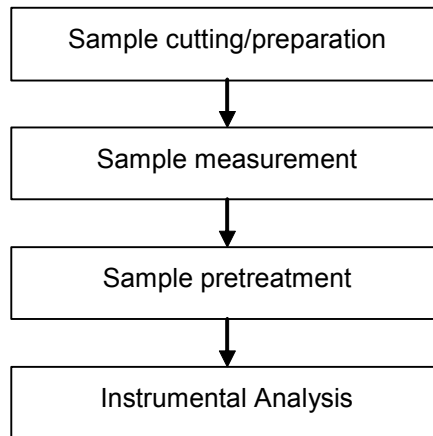 Sample cutting/preparation
Sample measurement
Sample pretreatment
Instrumental Analysis